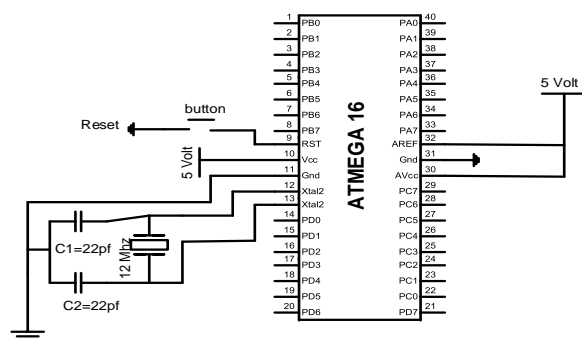 1 PB0 PA0 40
2 PB1 PA1 39
3 PB2 PA2 38
4 PB3 PA3 37
5 PB4 PA4 36
6 PB5 PA5 35
7 PB6 PA6 34
8 PB7 PA7 33
9 RST AREF 32
10 Vcc Gnd 31
11 Gnd AVcc 30
12 Xtal2 PC7 29
13 Xtal2 PC6 28
14 PD0 PC5 27
15 PD1 PC4 26
16 PD2 PC3 25
17 PD3 PC2 24
18 PD4 PC1 23
19 PD5 PC0 22
20 PD6 PD7 21
ATMEGA 16
button
Reset
5 Volt
5 Volt
C1=22pf
12 Mhz
C2=22pf